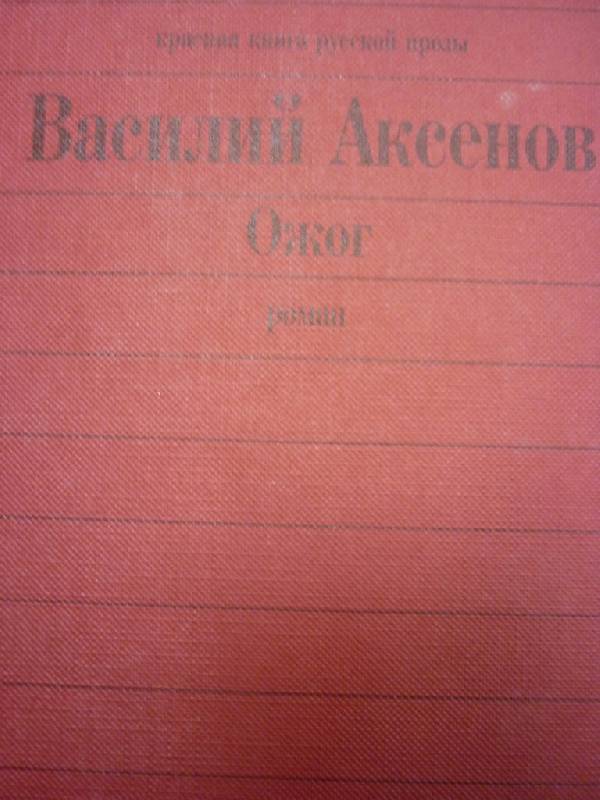 красная книга русской прозы
Василий Аксенов
Ожог
роман